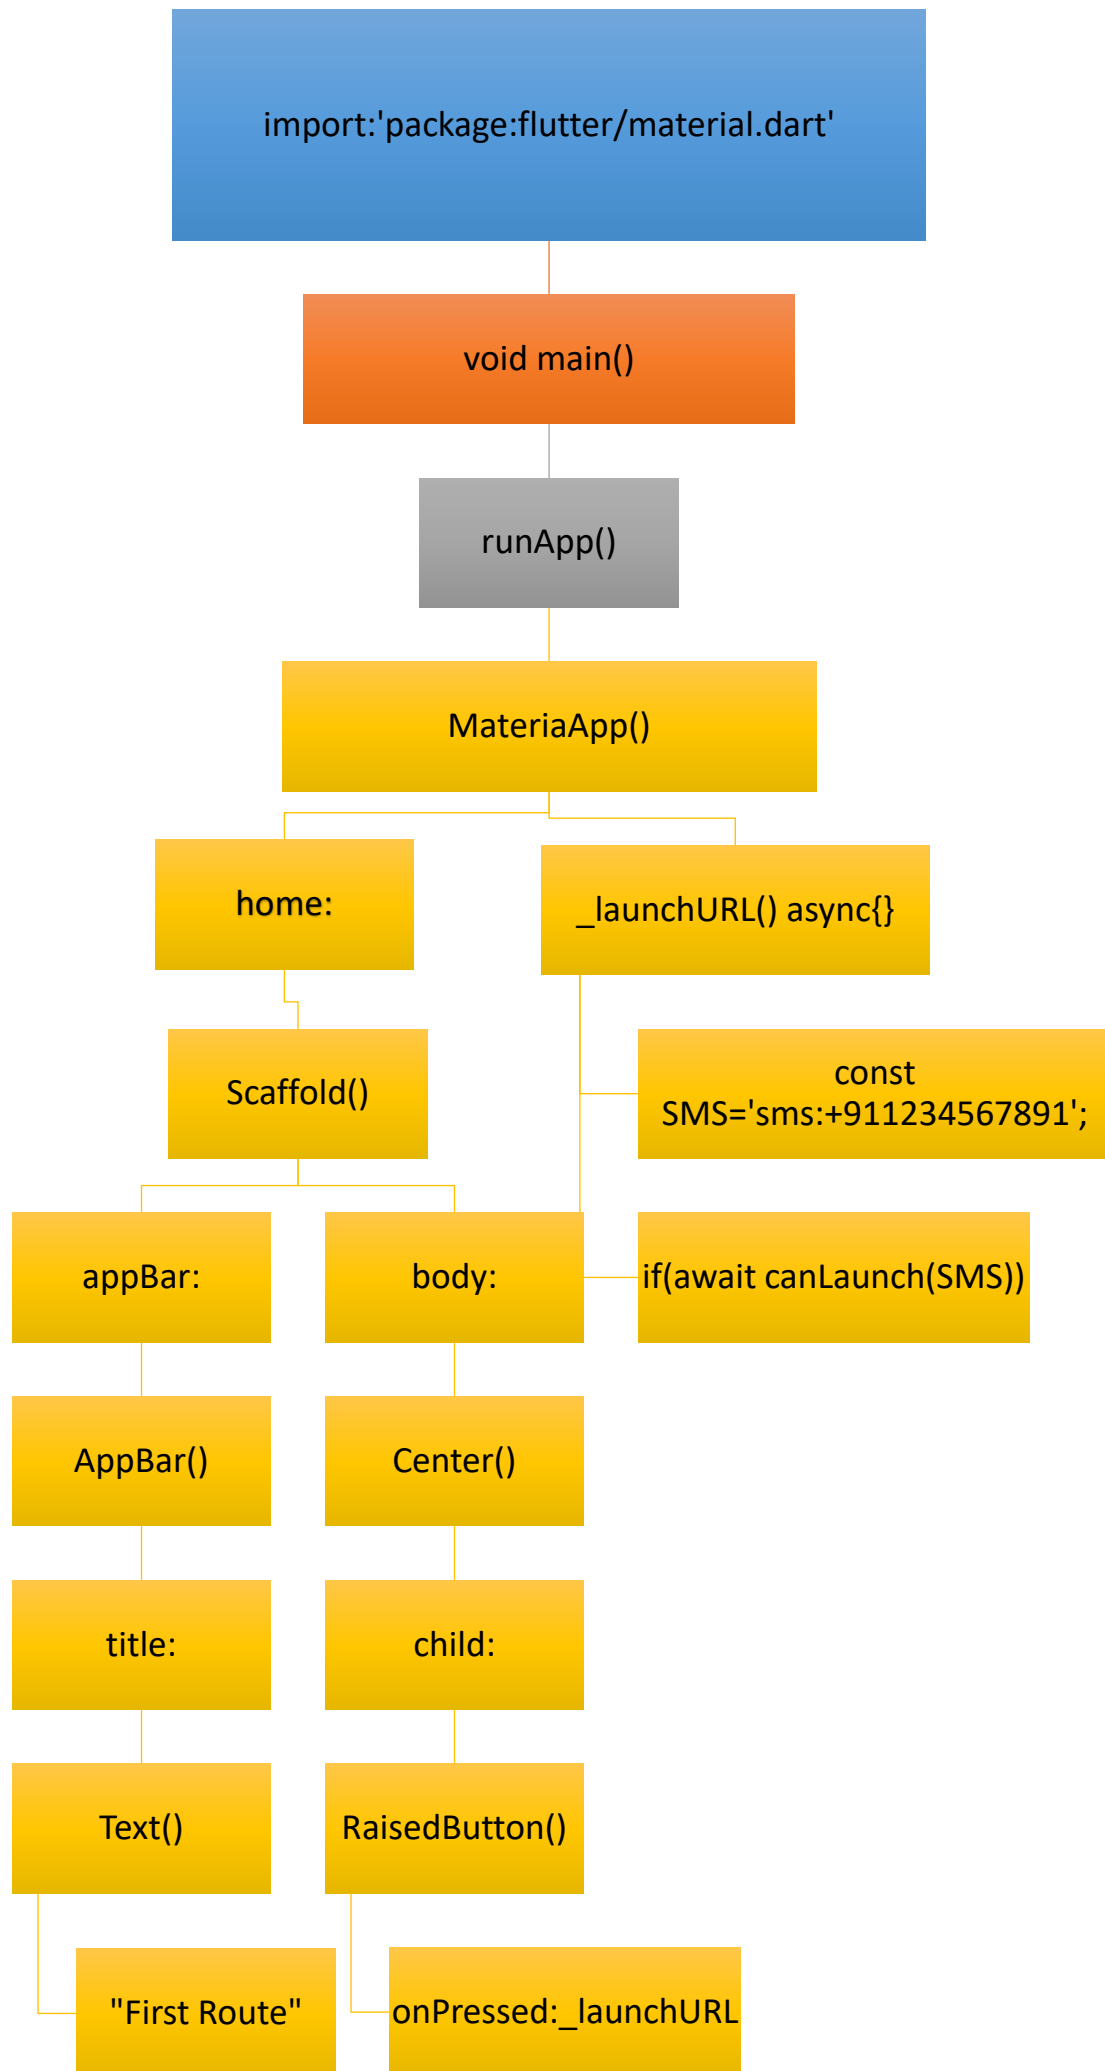 import:'package:flutter/material.dart'
void main()
runApp()
MateriaApp()
home:
_launchURL() async{}
Scaffold()
const
SMS='sms:+911234567891';
appBar:
body:
if(await canLaunch(SMS))
AppBar()
Center()
title:
child:
Text()
RaisedButton()
"First Route"
onPressed:_launchURL